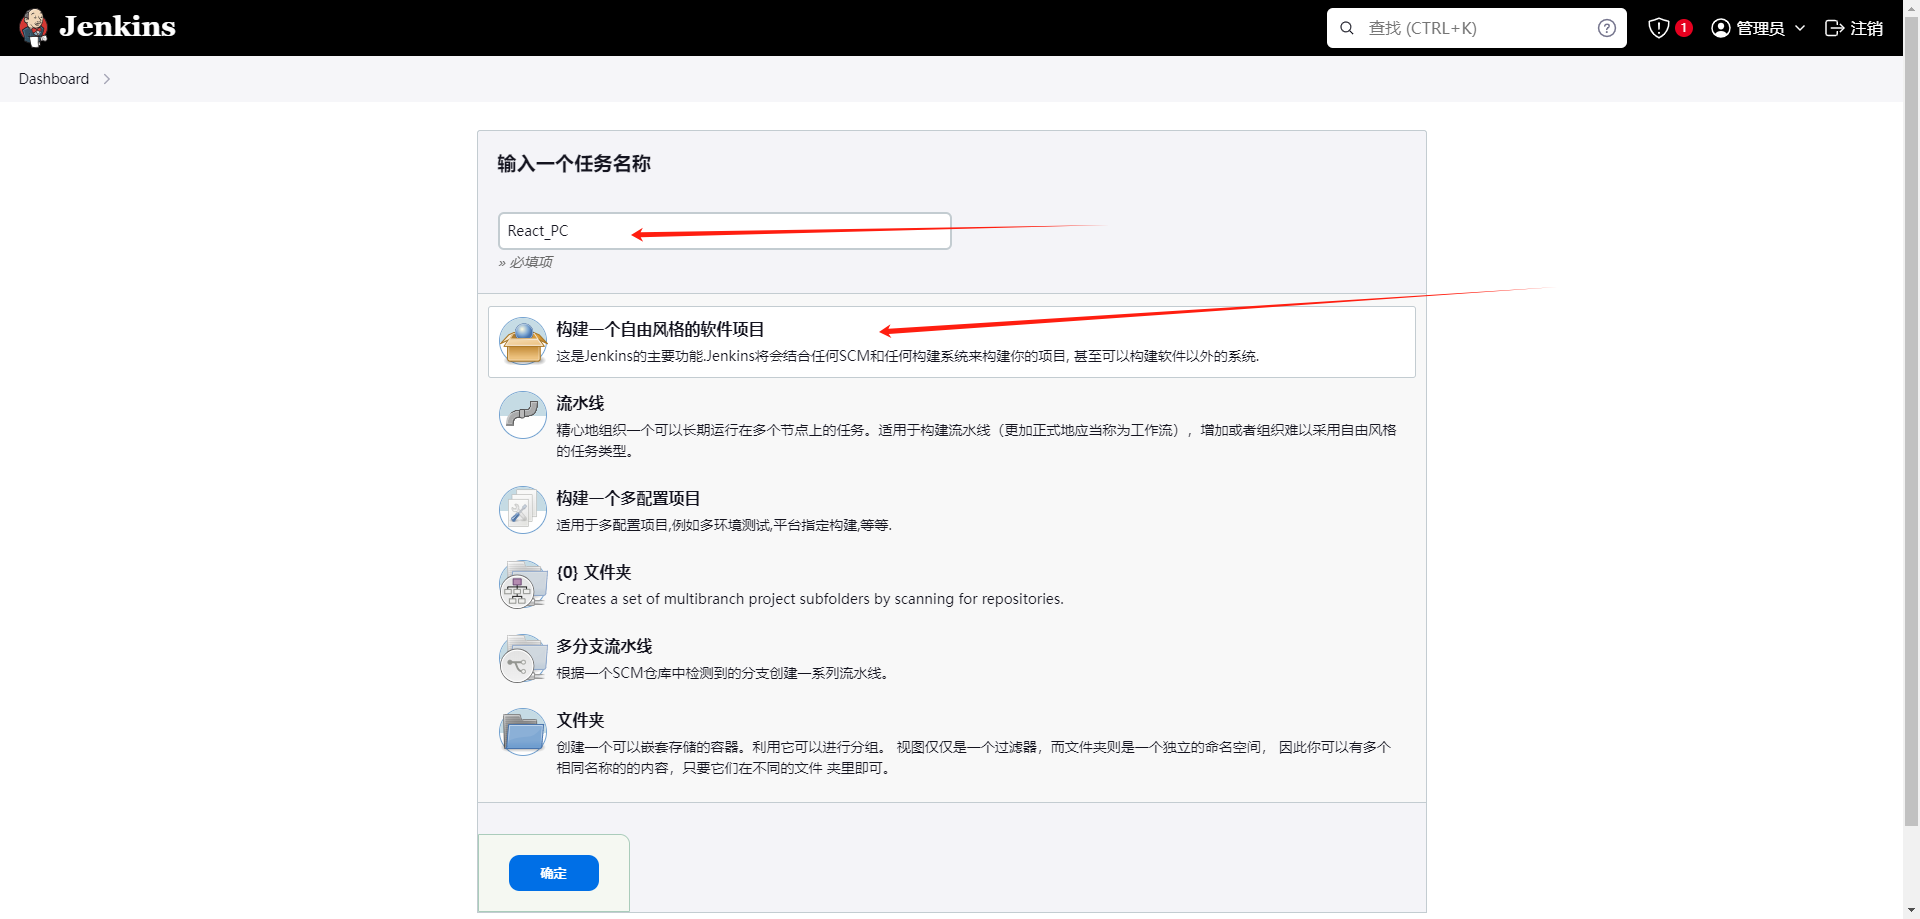 Jenkins
查找 (CTRL+K)
1
管理员
注销
Dashboard
输入一个任务名称
React_PC
» 必填项
构建一个自由风格的软件项目
这是Jenkins的主要功能.Jenkins将会结合任何SCM和任何构建系统来构建你的项目, 甚至可以构建软件以外的系统.
流水线
精心地组织一个可以长期运行在多个节点上的任务。适用于构建流水线（更加正式地应当称为工作流），增加或者组织难以采用自由风格
的任务类型。
构建一个多配置项目
适用于多配置项目,例如多环境测试,平台指定构建,等等.
{0} 文件夹
Creates a set of multibranch project subfolders by scanning for repositories.
多分支流水线
根据一个SCM仓库中检测到的分支创建一系列流水线。
文件夹
创建一个可以嵌套存储的容器。利用它可以进行分组。 视图仅仅是一个过滤器，而文件夹则是一个独立的命名空间， 因此你可以有多个
相同名称的的内容，只要它们在不同的文件 夹里即可。
确定